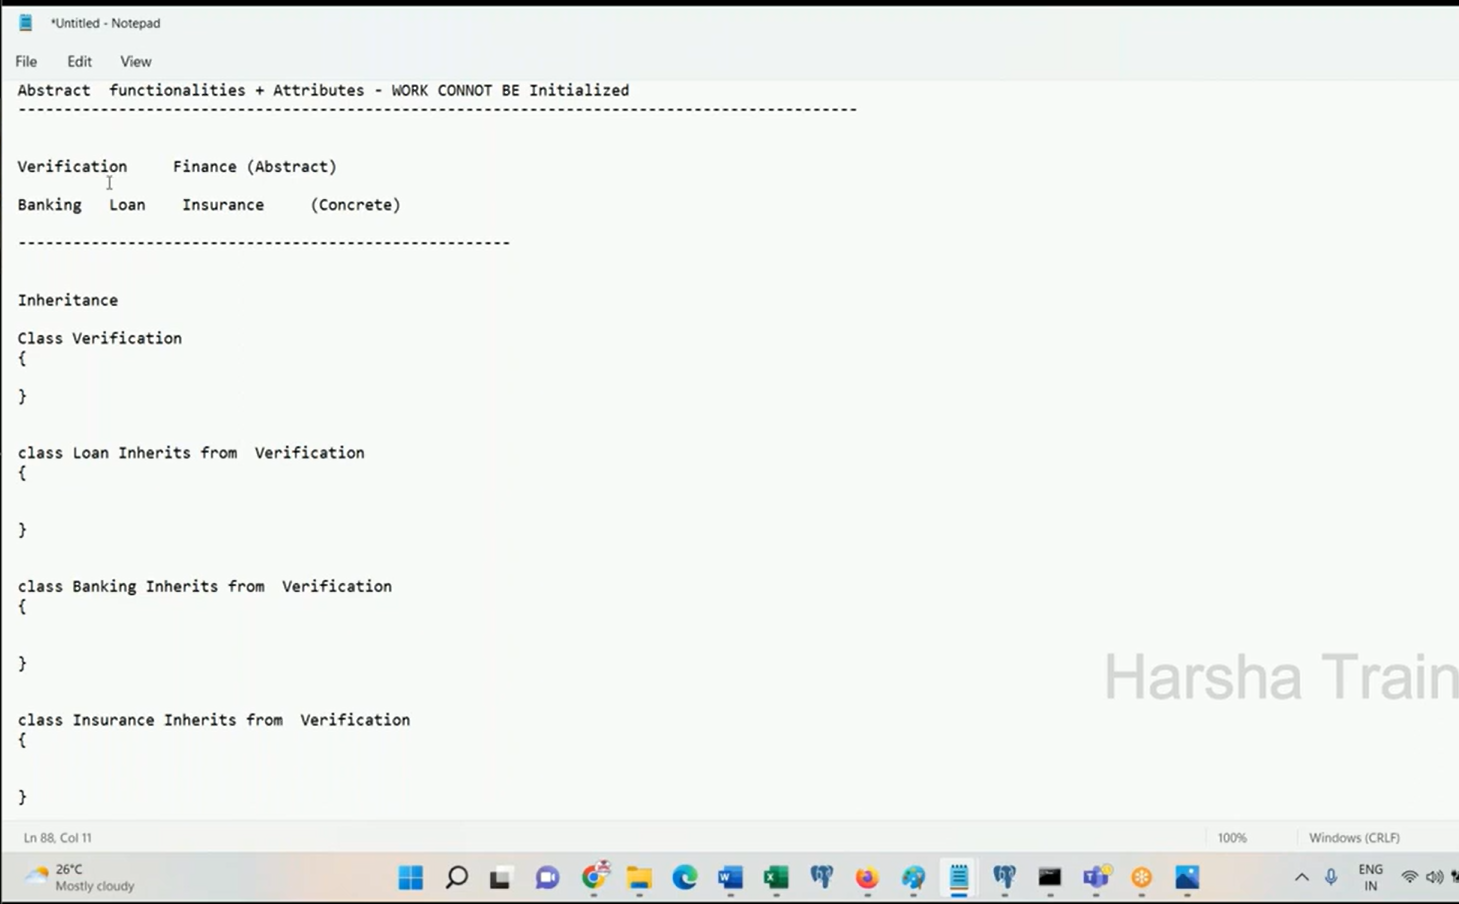 *Untitled - Notepad
File Edit View
Abstract functionalities + Attributes - WORK CONNOT BE Initialized
--------------------------------------------------------------------------------------------
Verification Finance (Abstract)
Banking Loan Insurance (Concrete)
------------------------------------------------------
Inheritance
Class Verification
{
}
class Loan Inherits from Verification
{
}
class Banking Inherits from Verification
{
}
Harsha Train
class Insurance Inherits from Verification
{
}
Ln 88, Col 11 100% Windows (CRLF)
26°C
Mostly cloudy
ENG
IN